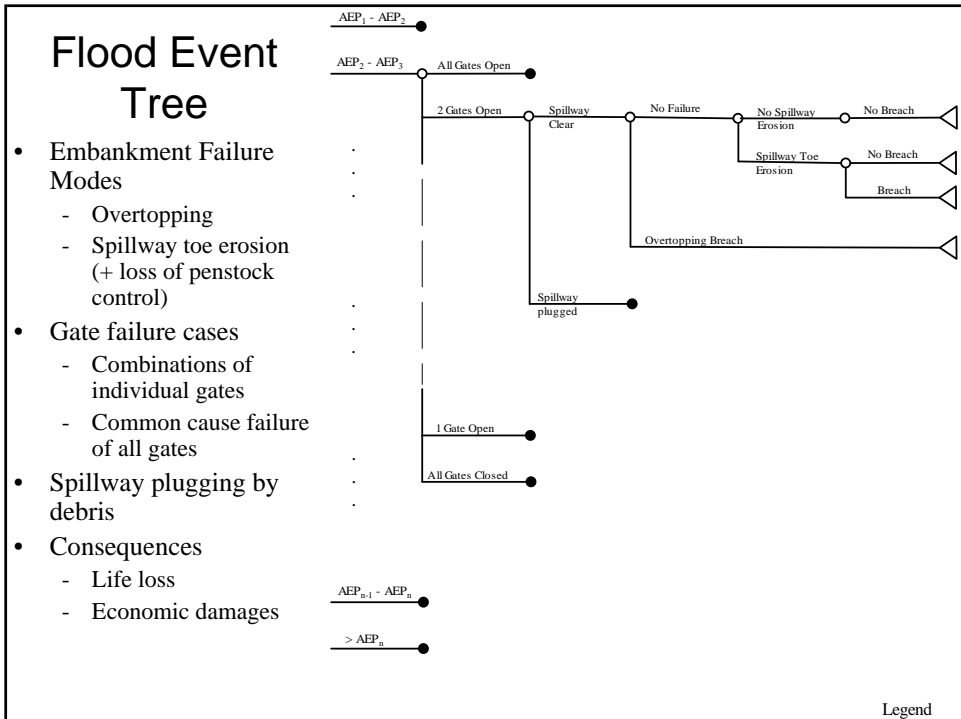 Flood Event
Tree
• Embankment Failure
Modes
- Overtopping
- Spillway toe erosion
(+ loss of penstock
control)
• Gate failure cases
- Combinations of
individual gates
- Common cause failure
of all gates
• Spillway plugging by
debris
• Consequences
- Life loss
- Economic damages
AEP₁ - AEP₂
AEP₂ - AEP₃
All Gates Open
2 Gates Open
Spillway
Clear
No Failure
No Spillway
Erosion
No Breach
Spillway Toe
Erosion
No Breach
Breach
Overtopping Breach
Spillway
plugged
1 Gate Open
All Gates Closed
AEPₙ₋₁ - AEPₙ
> AEPₙ
Legend